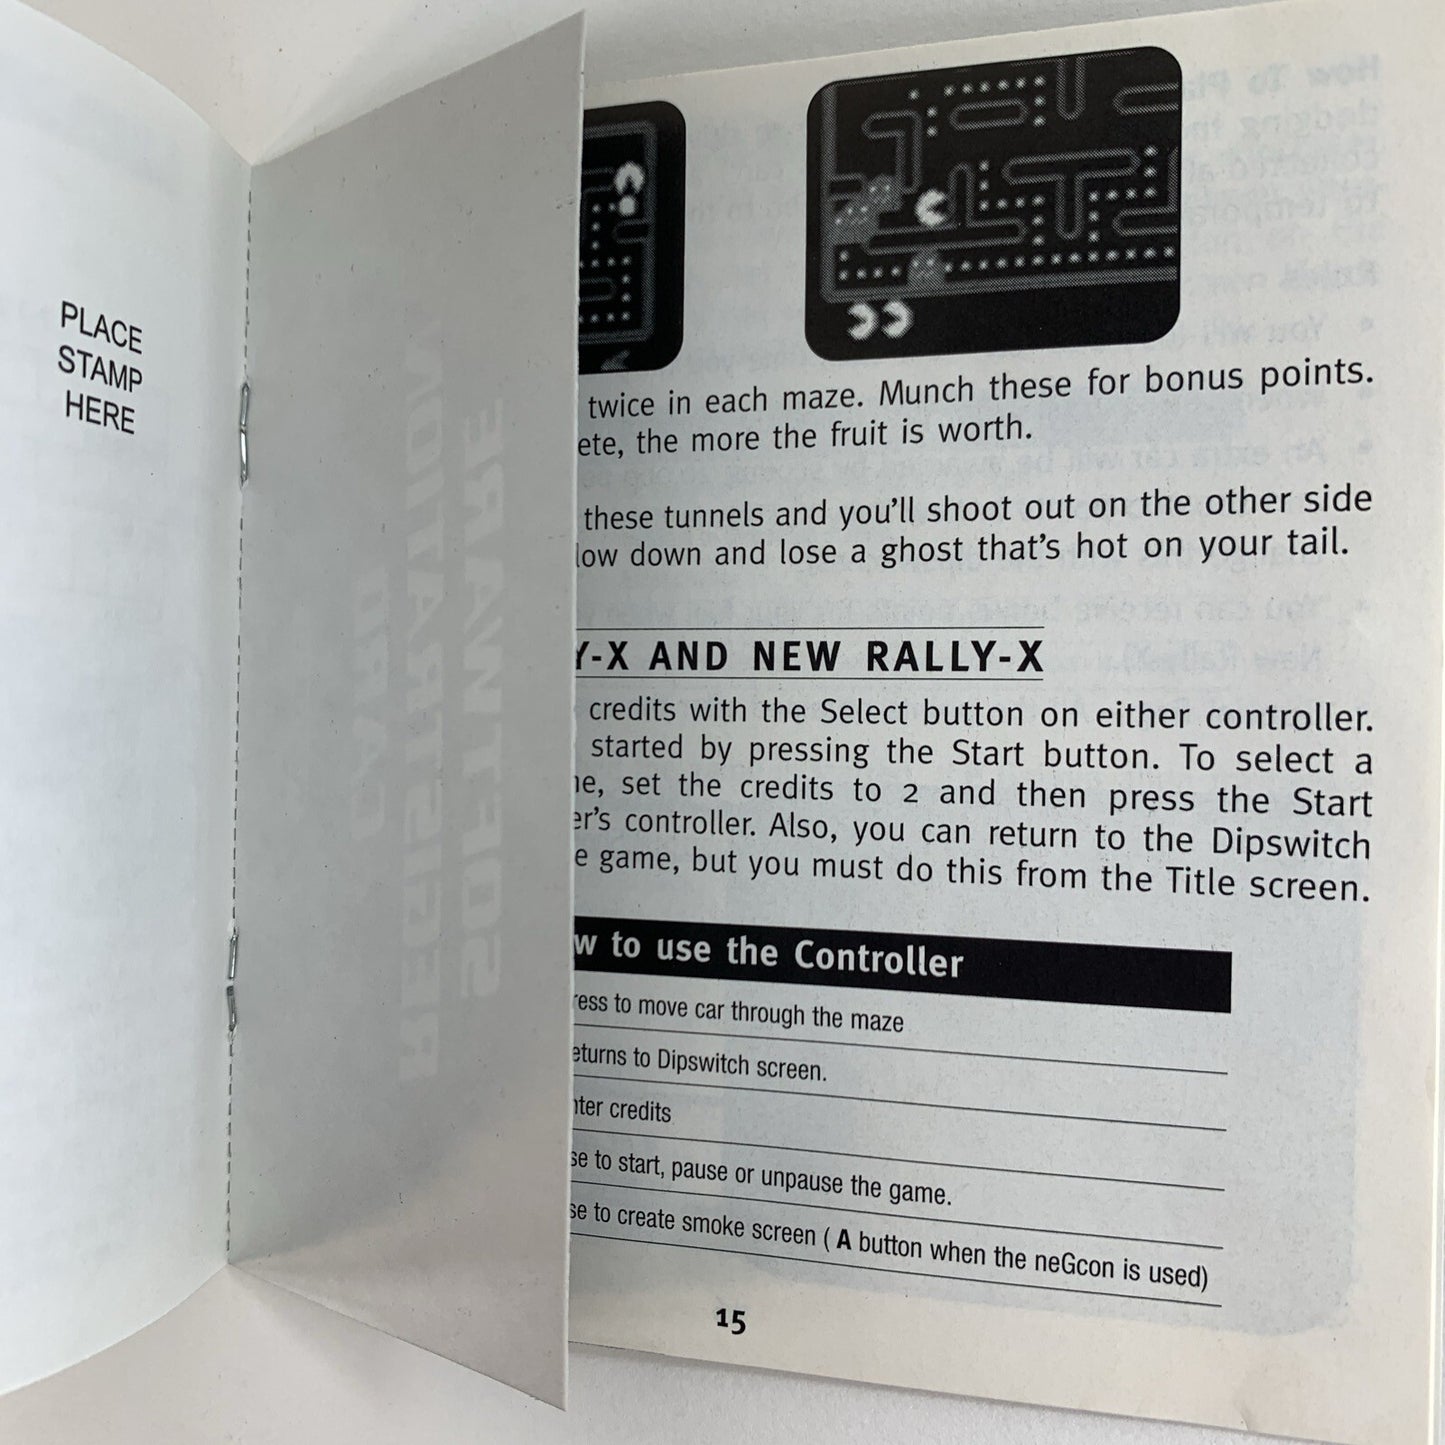 PLACE
STAMP
HERE
twice in each maze. Munch these for bonus points.
ete, the more the fruit is worth.
these tunnels and you'll shoot out on the other side
low down and lose a ghost that's hot on your tail.
Y-X AND NEW RALLY-X
credits with the Select button on either controller.
started by pressing the Start button. To select a
ne, set the credits to 2 and then press the Start
er's controller. Also, you can return to the Dipswitch
e game, but you must do this from the Title screen.
w to use the Controller
ress to move car through the maze
eturns to Dipswitch screen.
nter credits
se to start, pause or unpause the game.
se to create smoke screen ( A button when the neGcon is used)
15